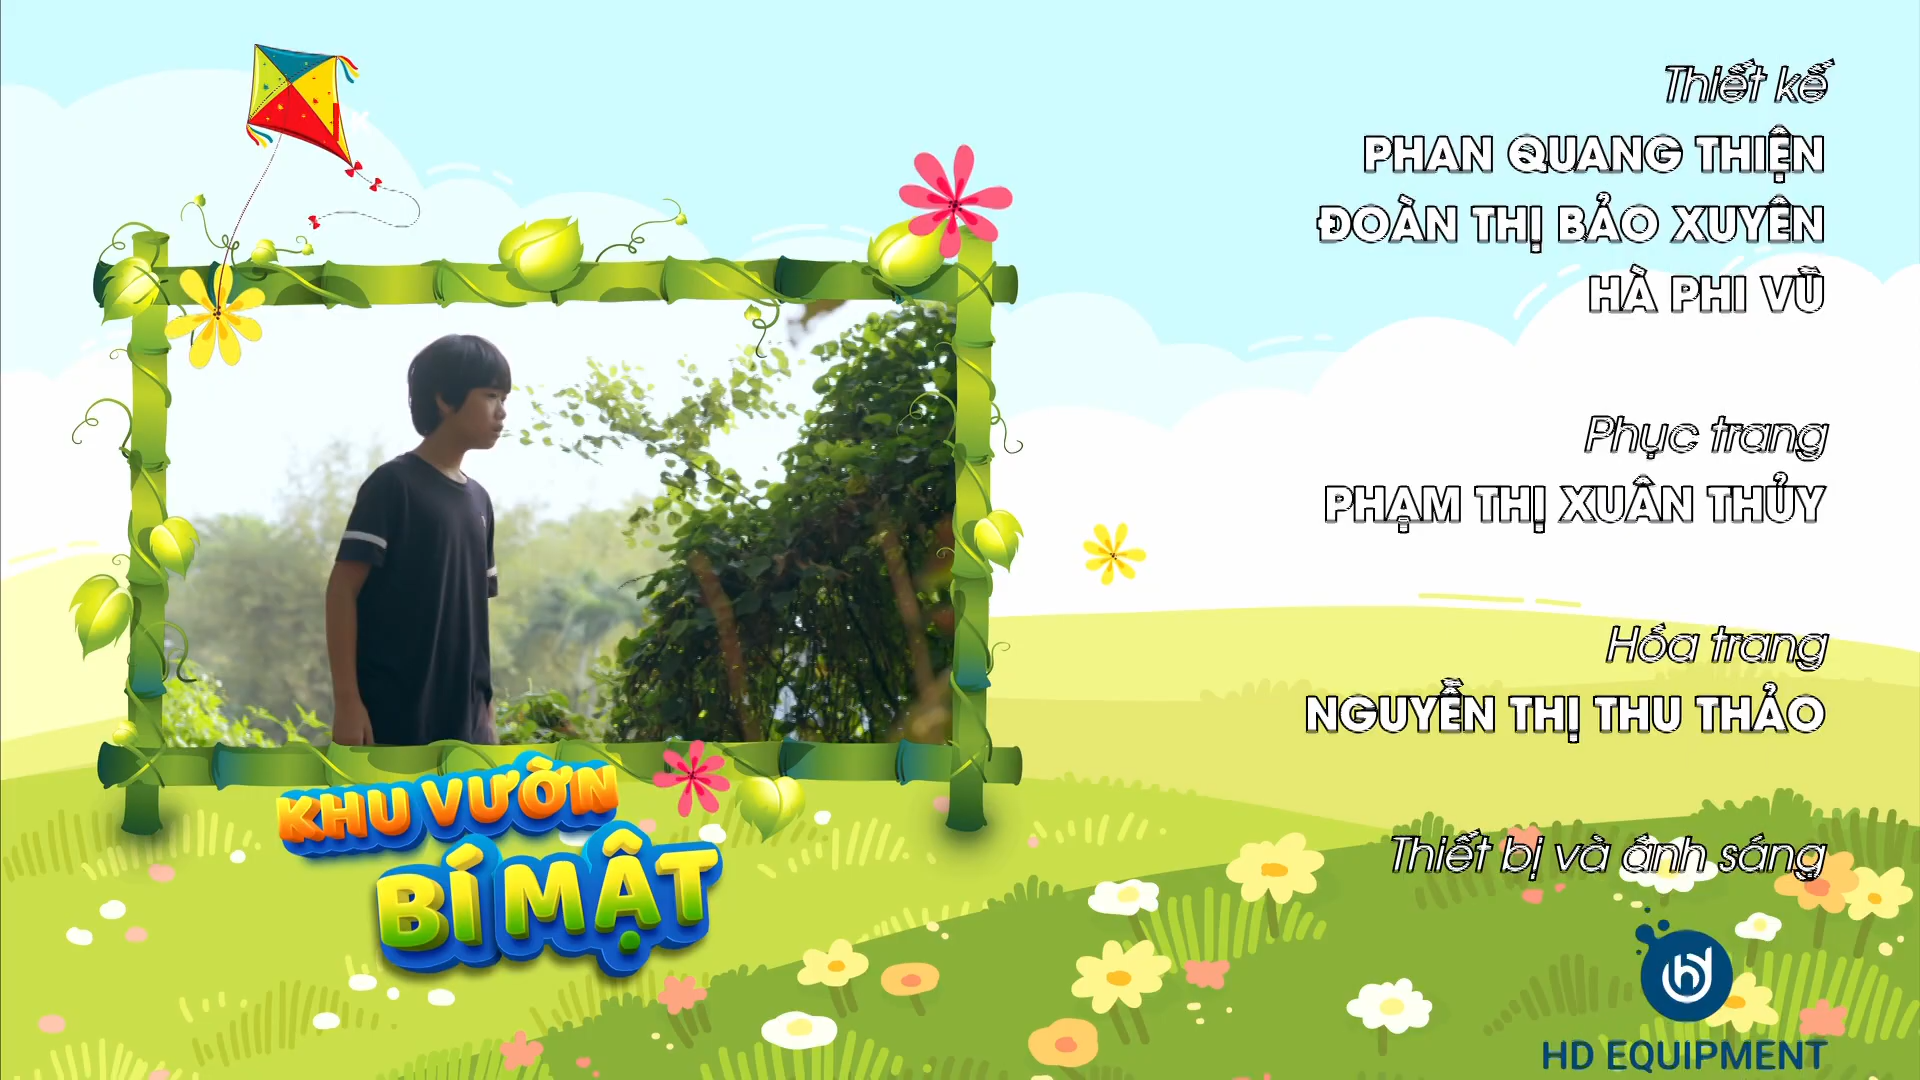 Thiết kế
PHAN QUANG THIỆN
ĐOÀN THỊ BẢO XUYÊN
HÀ PHI VŨ
Phục trang
PHẠM THỊ XUÂN THỦY
Hóa trang
NGUYỄN THỊ THU THẢO
Thiết bị và ánh sáng
HD EQUIPMENT
KHU VƯỜN
BÍ MẬT